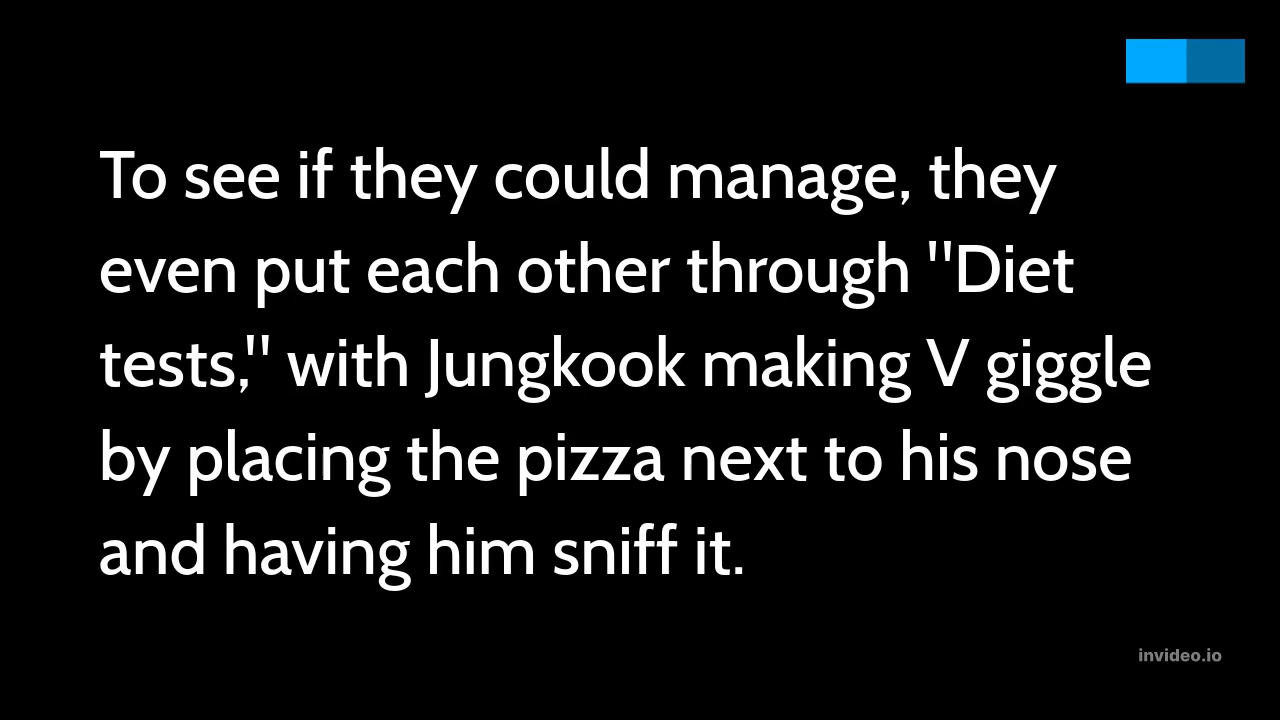 To see if they could manage, they
even put each other through "Diet
tests," with Jungkook making V giggle
by placing the pizza next to his nose
and having him sniff it.
invideo.io